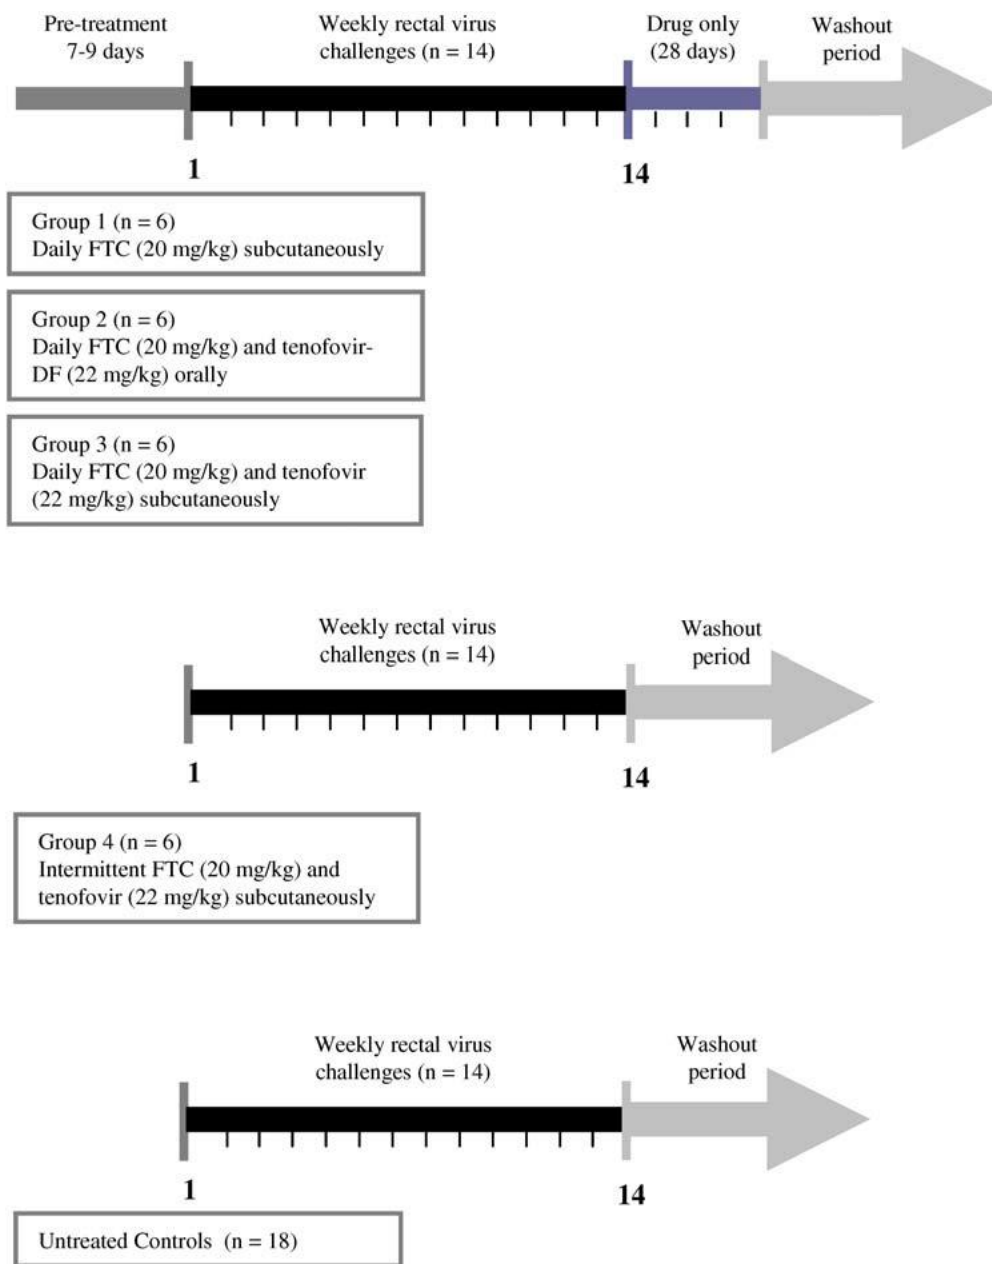 Pre-treatment
7-9 days
Weekly rectal virus
challenges (n = 14)
Drug only
(28 days)
Washout
period
1
14
Group 1 (n = 6)
Daily FTC (20 mg/kg) subcutaneously
Group 2 (n = 6)
Daily FTC (20 mg/kg) and tenofovir-
DF (22 mg/kg) orally
Group 3 (n = 6)
Daily FTC (20 mg/kg) and tenofovir
(22 mg/kg) subcutaneously
Weekly rectal virus
challenges (n = 14)
Washout
period
1
14
Group 4 (n = 6)
Intermittent FTC (20 mg/kg) and
tenofovir (22 mg/kg) subcutaneously
Weekly rectal virus
challenges (n = 14)
Washout
period
1
14
Untreated Controls (n = 18)